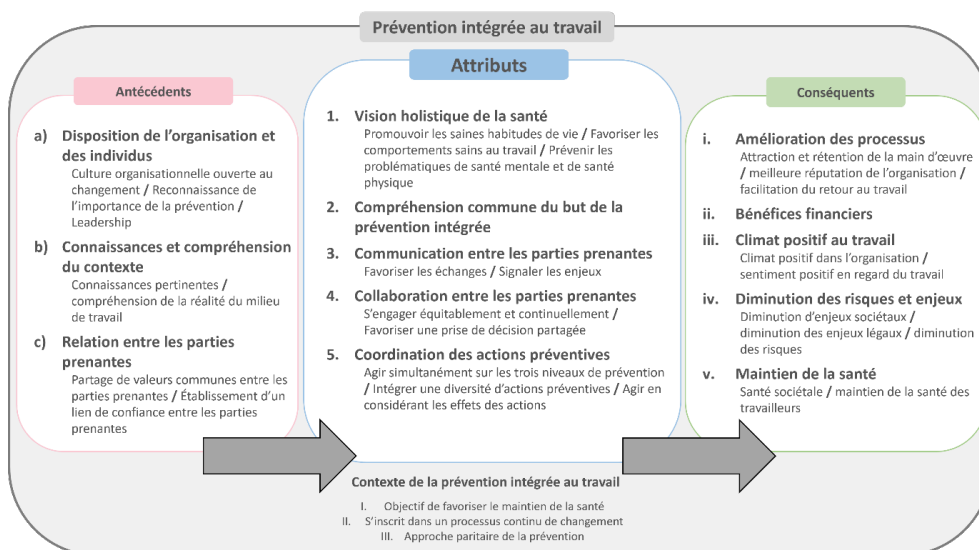 Prévention intégrée au travail
Antécédents
a) Disposition de l'organisation et
des individus
Culture organisationnelle ouverte au
changement / Reconnaissance de
l'importance de la prévention /
Leadership
b) Connaissances et compréhension
du contexte
Connaissances pertinentes /
compréhension de la réalité du milieu
de travail
c) Relation entre les parties
prenantes
Partage de valeurs communes entre les
parties prenantes / Établissement d'un
lien de confiance entre les parties
prenantes
Attributs
1. Vision holistique de la santé
Promouvoir les saines habitudes de vie / Favoriser les
comportements sains au travail / Prévenir les
problématiques de santé mentale et de santé
physique
2. Compréhension commune du but de la
prévention intégrée
3. Communication entre les parties prenantes
Favoriser les échanges / Signaler les enjeux
4. Collaboration entre les parties prenantes
S'engager équitablement et continuellement /
Favoriser une prise de décision partagée
5. Coordination des actions préventives
Agir simultanément sur les trois niveaux de prévention
/ Intégrer une diversité d'actions préventives / Agir en
considérant les effets des actions
Conséquents
i. Amélioration des processus
Attraction et rétention de la main d'œuvre
/ meilleure réputation de l'organisation /
facilitation du retour au travail
ii. Bénéfices financiers
iii. Climat positif au travail
Climat positif dans l'organisation /
sentiment positif en regard du travail
iv. Diminution des risques et enjeux
Diminution d'enjeux sociétaux /
diminution des enjeux légaux / diminution
des risques
v. Maintien de la santé
Santé sociétale / maintien de la santé des
travailleurs
Contexte de la prévention intégrée au travail
I. Objectif de favoriser le maintien de la santé
II. S'inscrit dans un processus continu de changement
III. Approche paritaire de la prévention